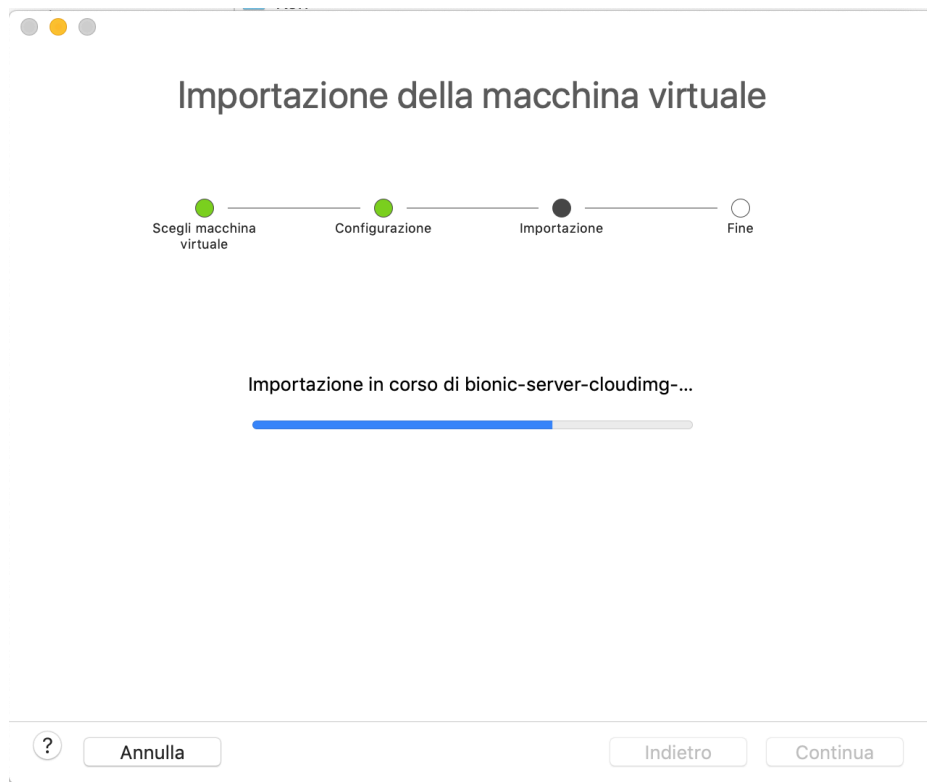 Importazione della macchina virtuale
Scegli macchina
virtuale
Configurazione
Importazione
Fine
Importazione in corso di bionic-server-cloudimg-...
?
Annulla
Indietro
Continua